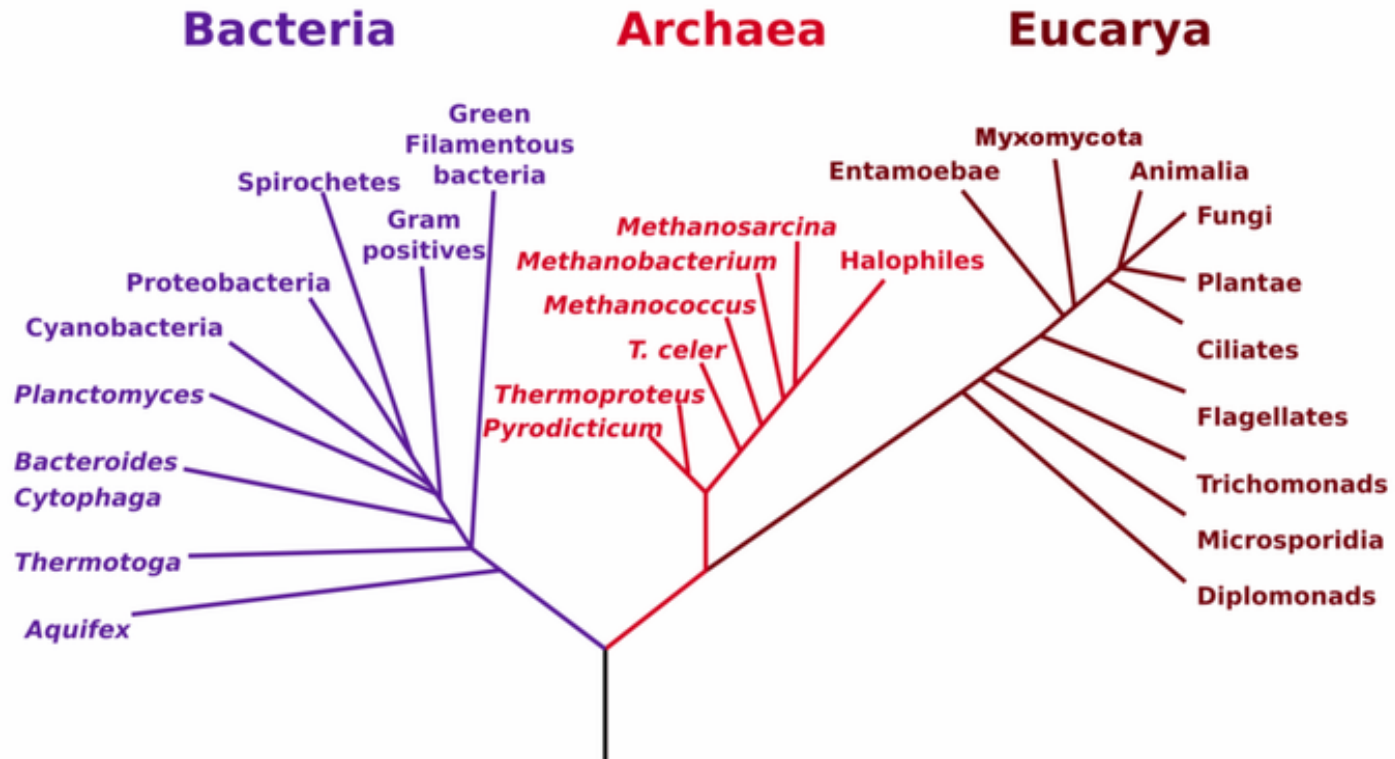 Bacteria
Archaea
Eucarya
Green
Filamentous
bacteria
Spirochetes
Gram
positives
Proteobacteria
Cyanobacteria
Planctomyces
Bacteroides
Cytophaga
Thermotoga
Aquifex
Methanosarcina
Methanobacterium
Halophiles
Methanococcus
T. celer
Thermoproteus
Pyrodicticum
Myxomycota
Entamoebae
Animalia
Fungi
Plantae
Ciliates
Flagellates
Trichomonads
Microsporidia
Diplomonads